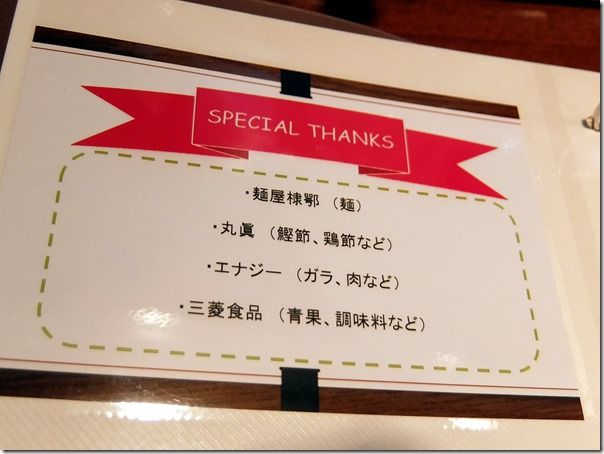 SPECIAL THANKS
・麺屋棣鄂 (麺)
・丸眞 (鰹節、鶏節など)
・エナジー (ガラ、肉など)
・三菱食品 (青果、調味料など)